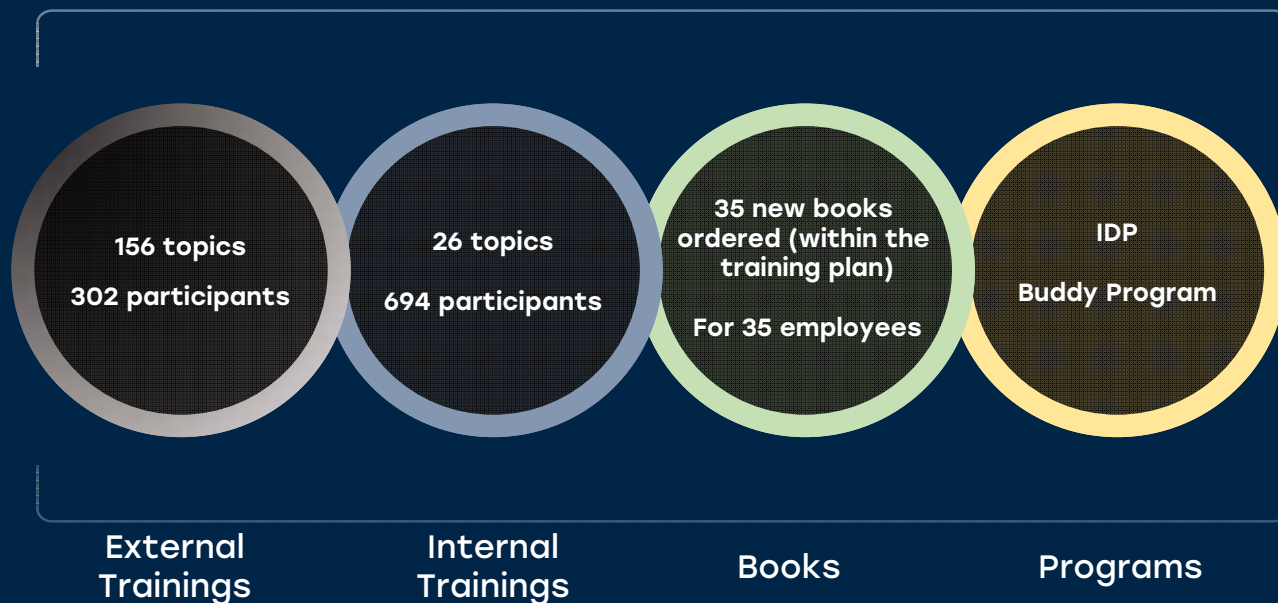 156 topics
302 participants
26 topics
694 participants
35 new books
ordered (within the
training plan)
For 35 employees
IDP
Buddy Program
External
Trainings
Internal
Trainings
Books
Programs